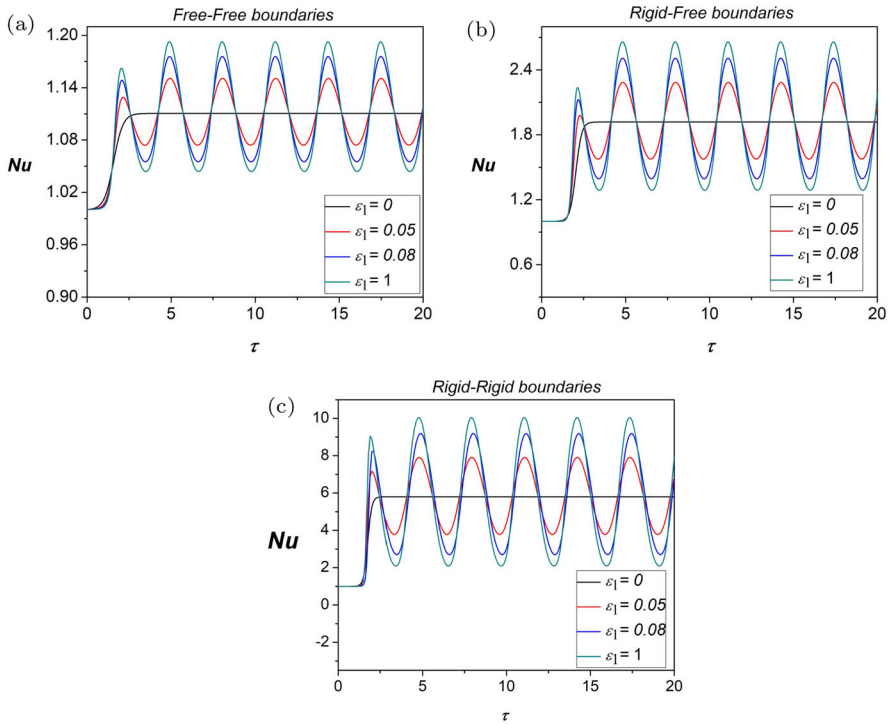 (a)
Free-Free boundaries
1.20
1.14
1.08
1.02
0.96
0.90
Nu
0 5 10 15 20
τ
ε₁= 0
ε₁= 0.05
ε₁= 0.08
ε₁= 1
(b)
Rigid-Free boundaries
2.4
1.8
1.2
0.6
Nu
0 5 10 15 20
τ
ε₁= 0
ε₁= 0.05
ε₁= 0.08
ε₁= 1
(c)
Rigid-Rigid boundaries
10
8
6
4
2
0
-2
Nu
0 5 10 15 20
τ
ε₁= 0
ε₁= 0.05
ε₁= 0.08
ε₁= 1